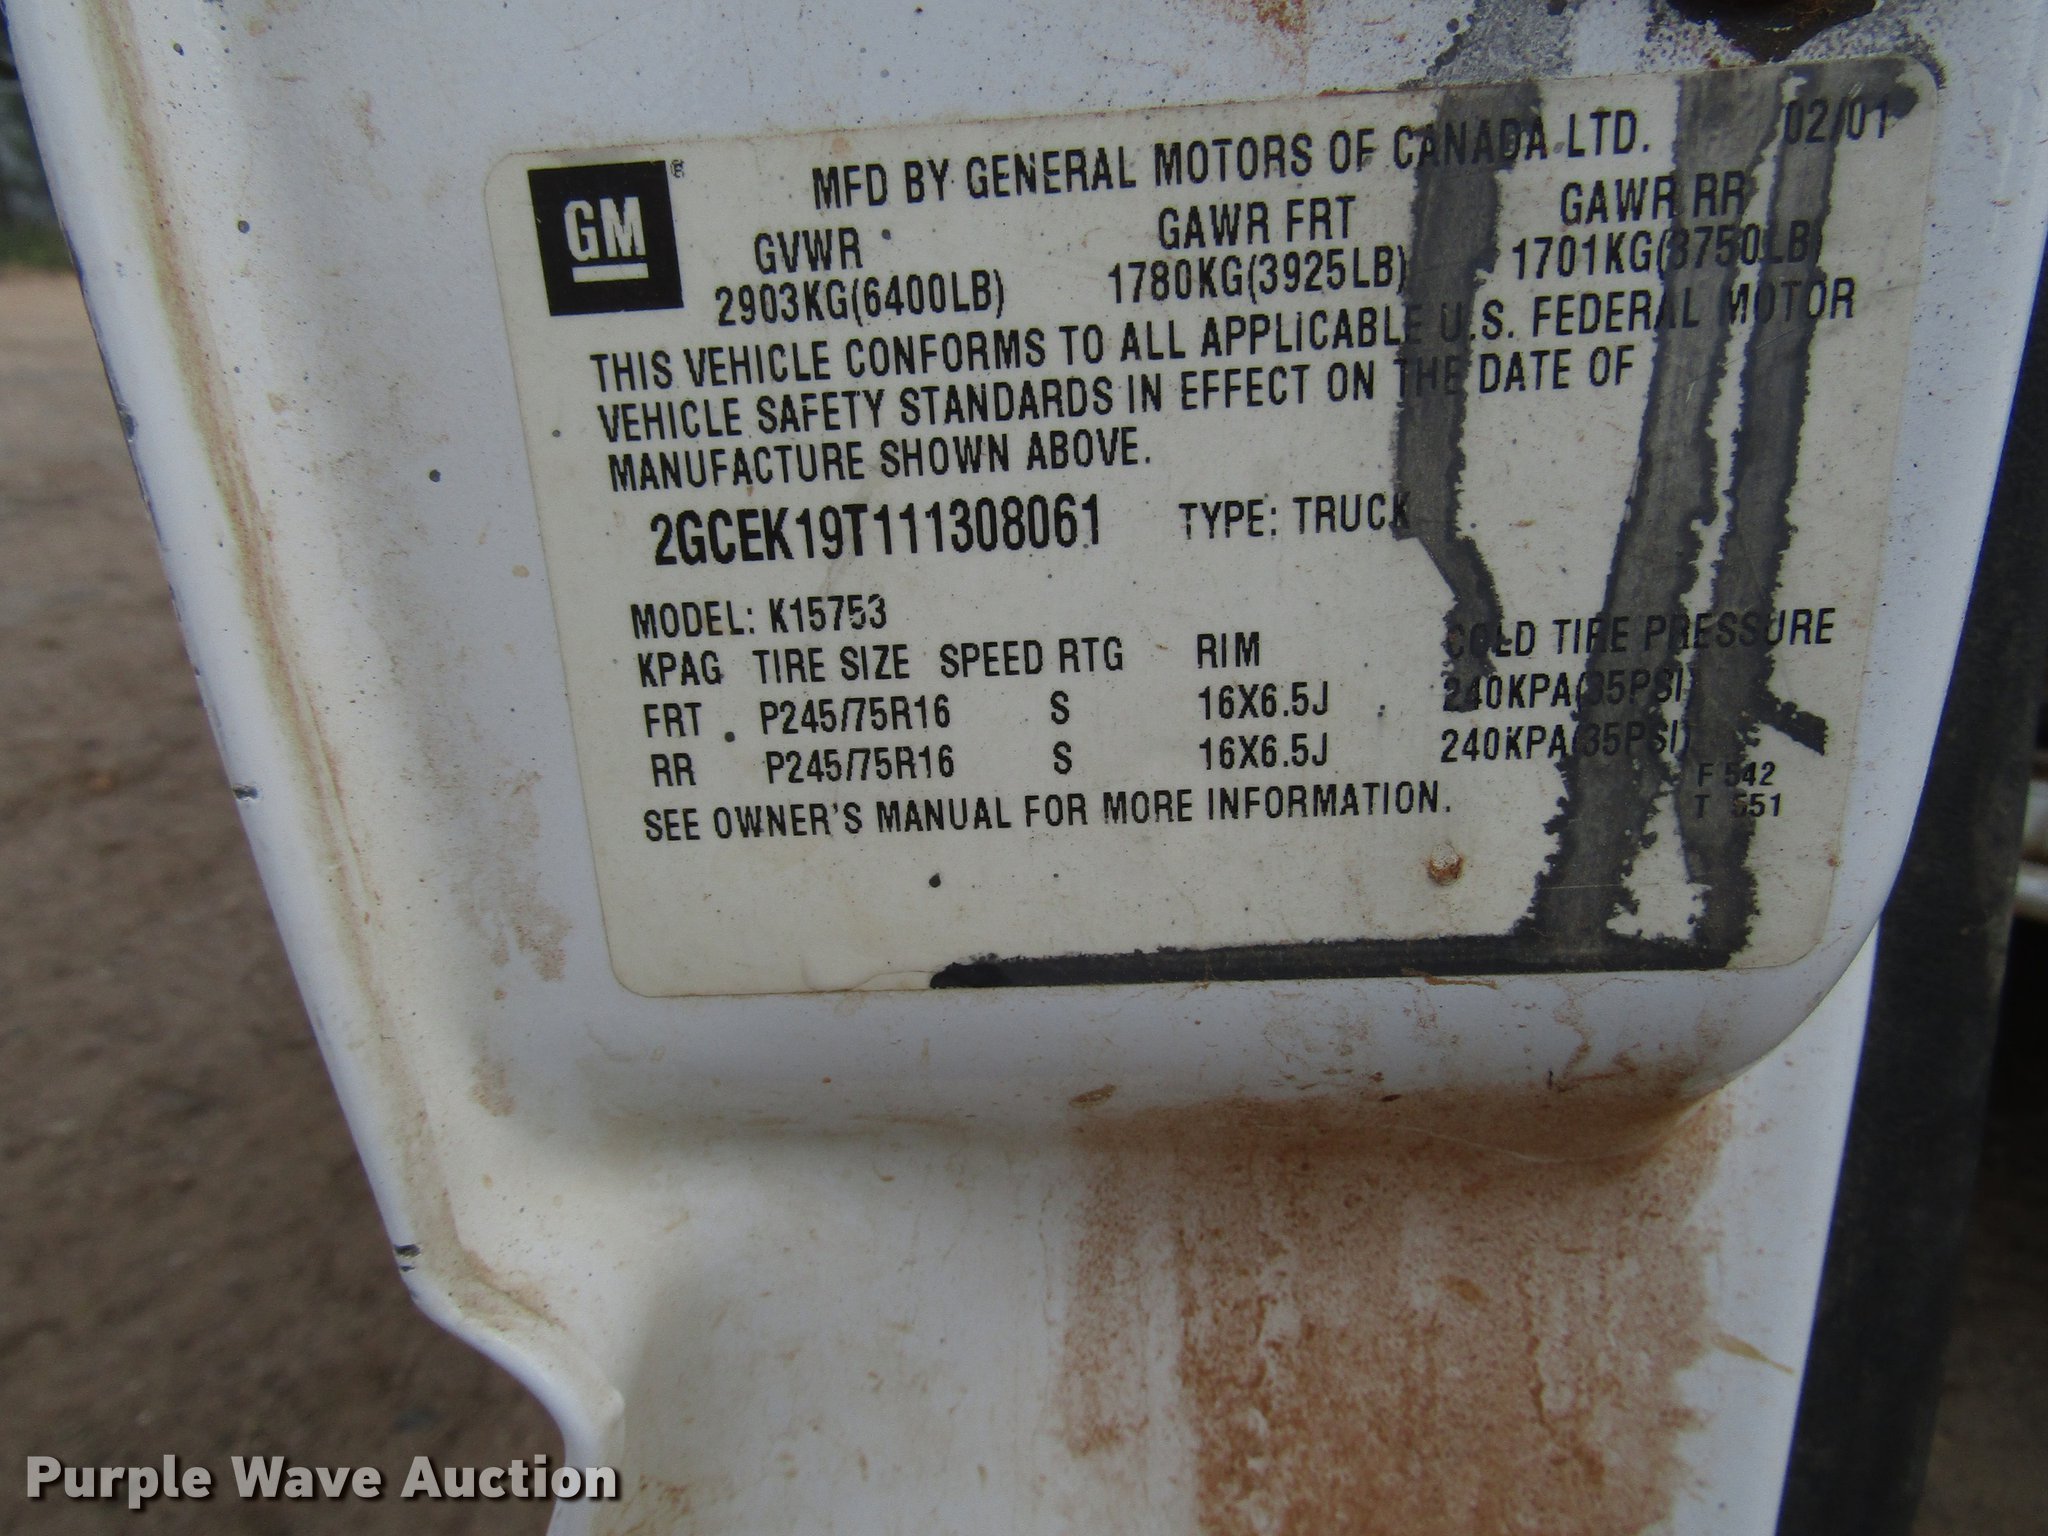 GM®
MFD BY GENERAL MOTORS OF CANADA LTD. 02/01
GVWR GAWR FRT GAWR RR
2903KG(6400LB) 1780KG(3925LB) 1701KG(3750LB)
THIS VEHICLE CONFORMS TO ALL APPLICABLE U.S. FEDERAL MOTOR
VEHICLE SAFETY STANDARDS IN EFFECT ON THE DATE OF
MANUFACTURE SHOWN ABOVE.
2GCEK19T111308061 TYPE: TRUCK
MODEL: K15753
KPAG TIRE SIZE SPEED RTG RIM COLD TIRE PRESSURE
FRT P245/75R16 S 16X6.5J 240KPA(35PSI)
RR P245/75R16 S 16X6.5J 240KPA(35PSI)
F 542
T 551
SEE OWNER'S MANUAL FOR MORE INFORMATION.
Purple Wave Auction